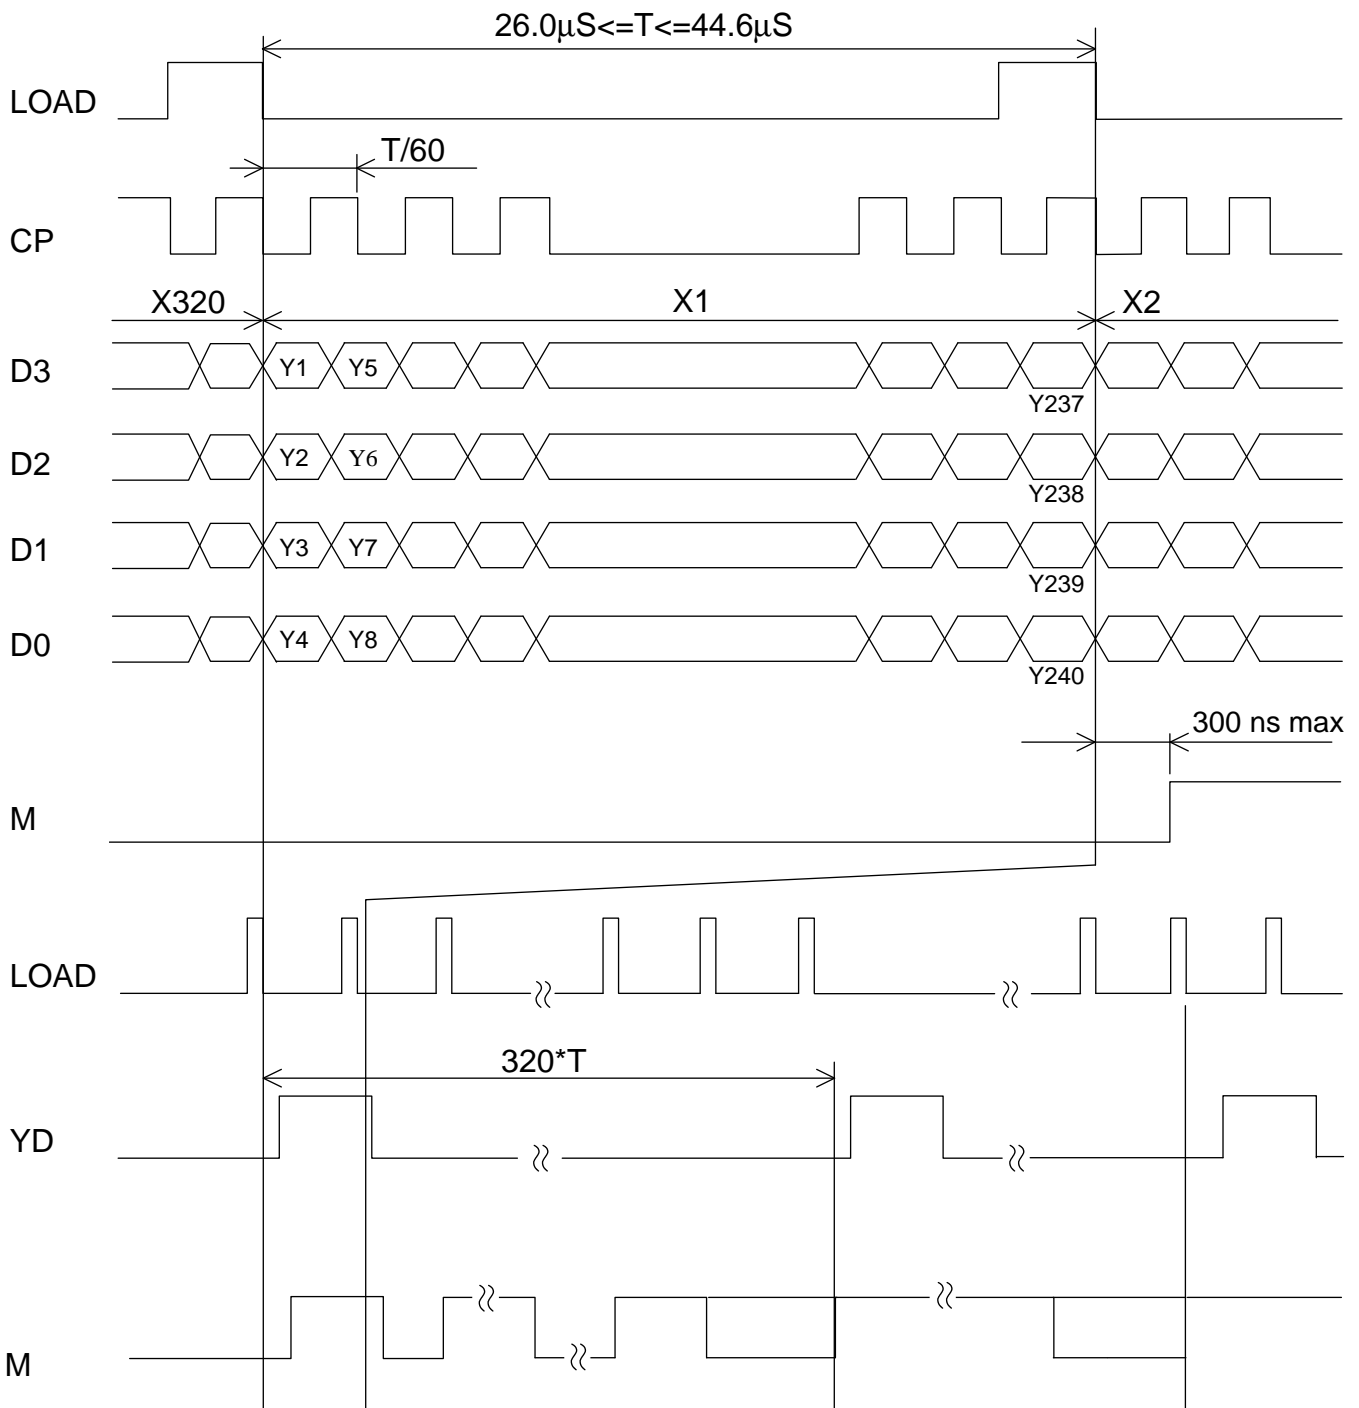 26.0μS<=T<=44.6μS
LOAD
T/60
CP
X320 X1 X2
D3 Y1 Y5
Y237
D2 Y2 Y6
Y238
D1 Y3 Y7
Y239
D0 Y4 Y8
Y240
300 ns max
M
LOAD
320*T
YD
M